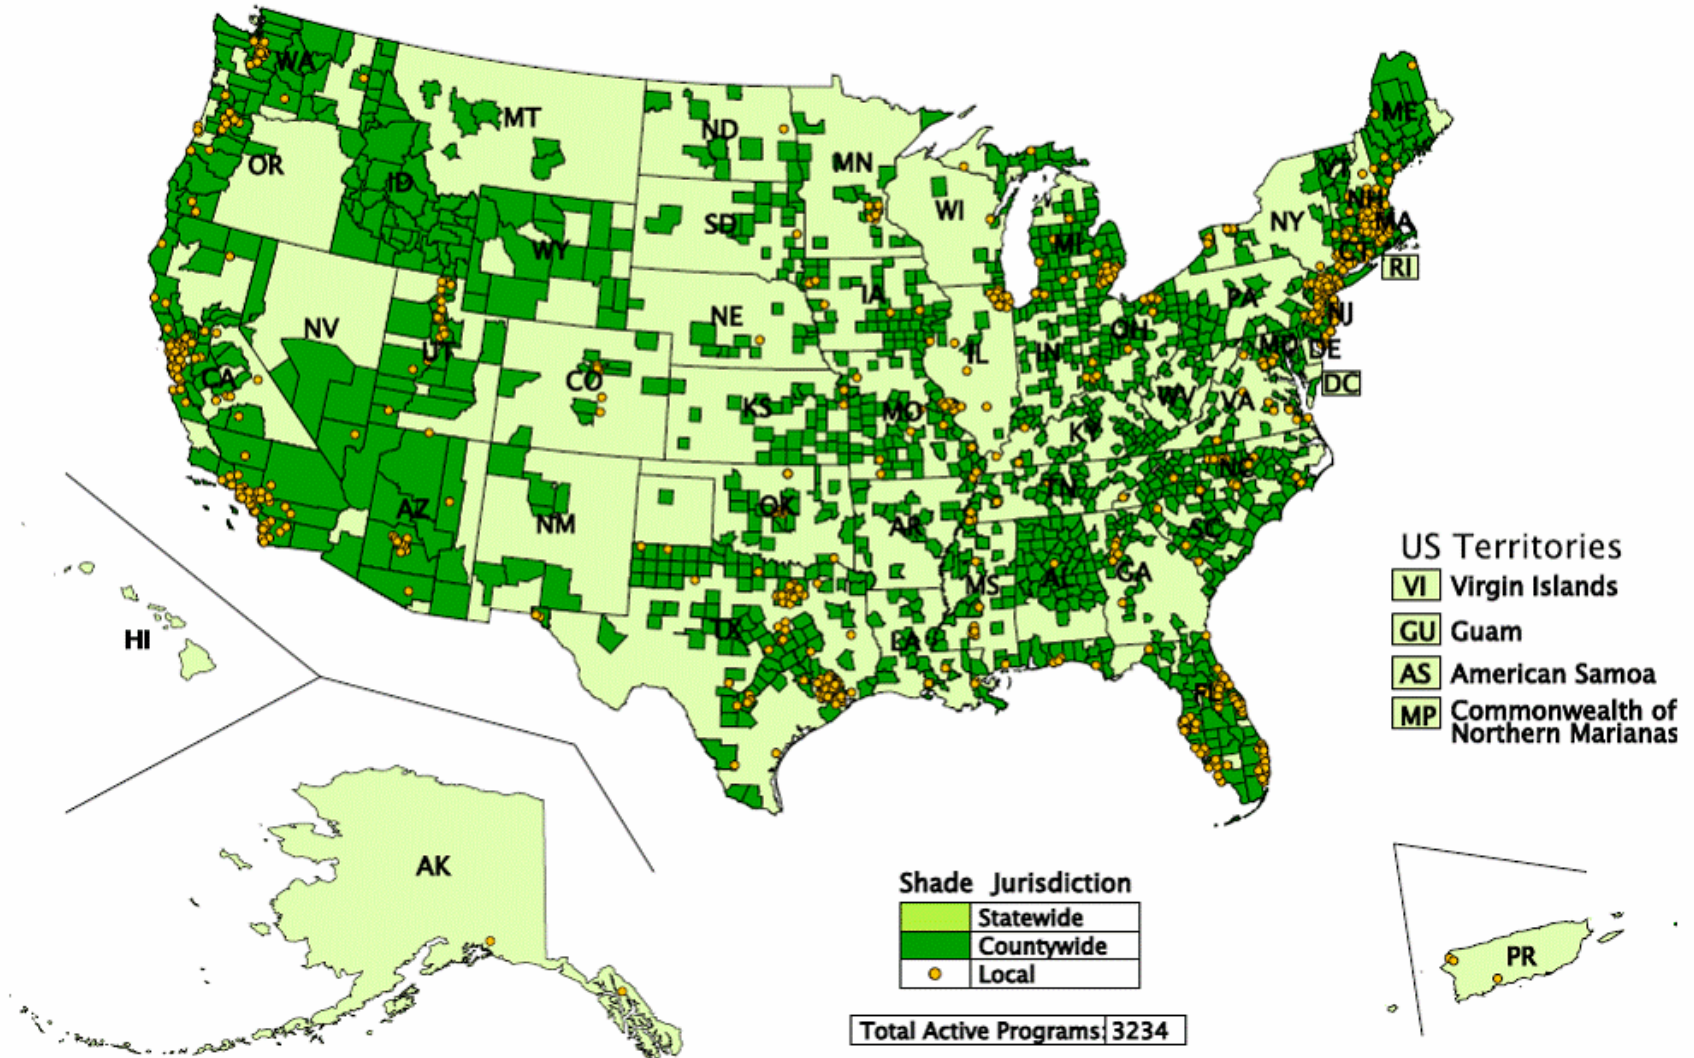 WA
MT
ND
ME
OR
ID
MN
VT
NH
SD
WI
NY
MA
WY
MI
CT
RI
IA
PA
NV
NE
NJ
UT
IL
IN
OH
MD
DE
CA
CO
DC
KS
MO
WV
VA
KY
NC
AZ
NM
OK
AR
TN
SC
MS
AL
GA
TX
LA
FL
HI
US Territories
VI Virgin Islands
GU Guam
AS American Samoa
MP Commonwealth of
Northern Marianas
AK
Shade Jurisdiction
Statewide
Countywide
Local
PR
Total Active Programs: 3234